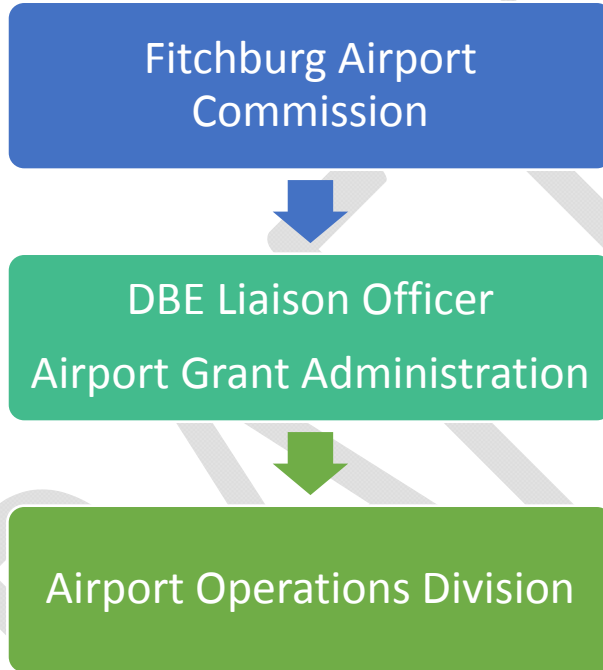 Fitchburg Airport
Commission
DBE Liaison Officer
Airport Grant Administration
Airport Operations Division